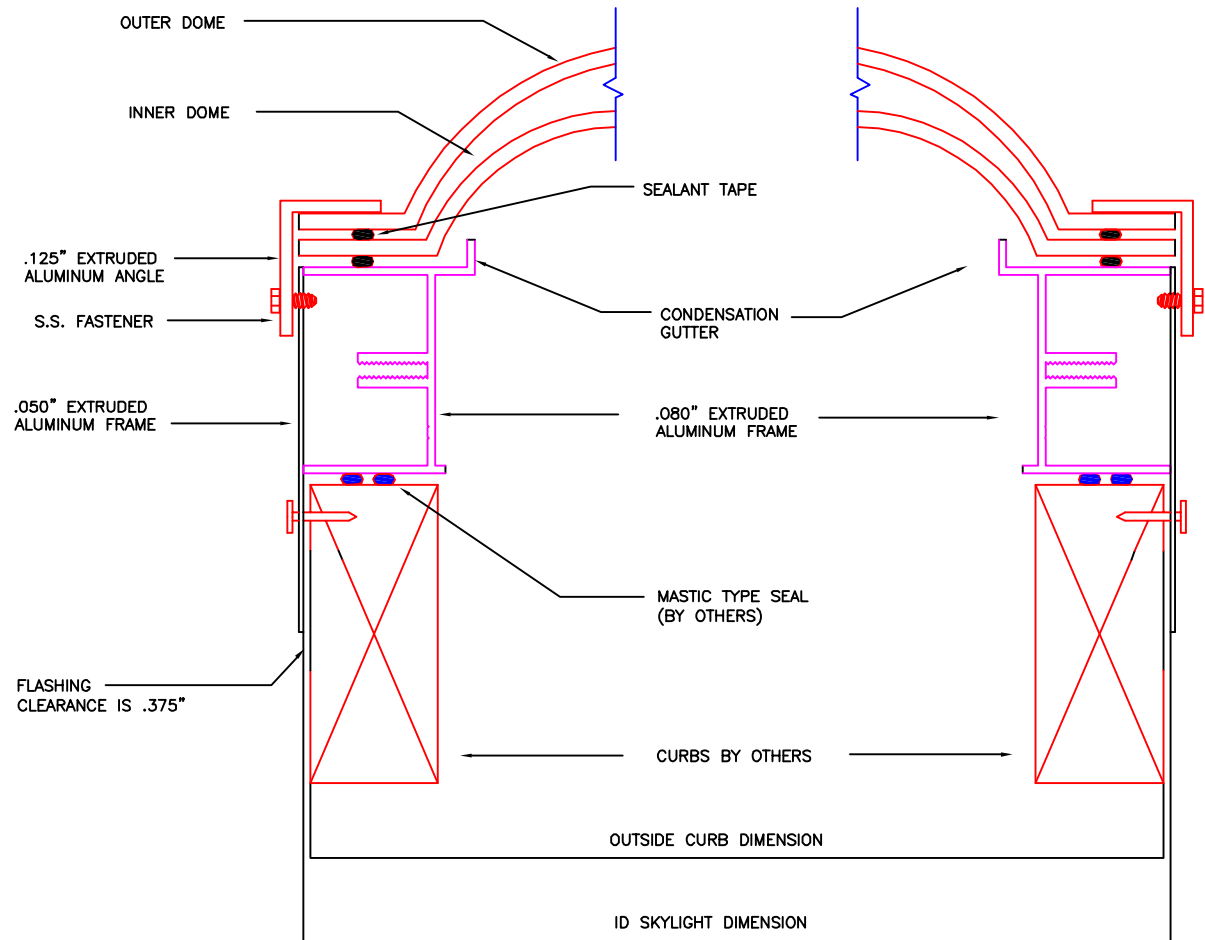 OUTER DOME
INNER DOME
SEALANT TAPE
.125" EXTRUDED
ALUMINUM ANGLE
S.S. FASTENER
CONDENSATION
GUTTER
.050" EXTRUDED
ALUMINUM FRAME
.080" EXTRUDED
ALUMINUM FRAME
MASTIC TYPE SEAL
(BY OTHERS)
FLASHING
CLEARANCE IS .375"
CURBS BY OTHERS
OUTSIDE CURB DIMENSION
ID SKYLIGHT DIMENSION